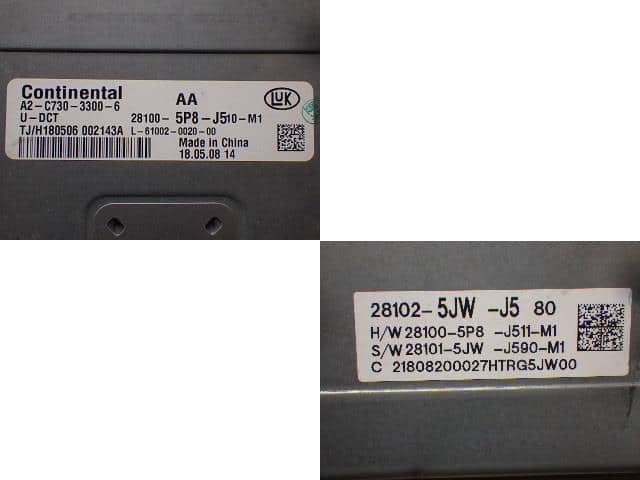 Continental
A2-C730-3300-6 AA LUK
U-DCT 28100- 5P8-J510-M1
TJ/H180506 002143A L-61002-0020-00
Made in China
18.05.08 14
28102- 5JW -J5 80
H/W 28100-5P8 -J511-M1
S/W 28101-5JW -J590-M1
C 21808200027HTRG5JW00